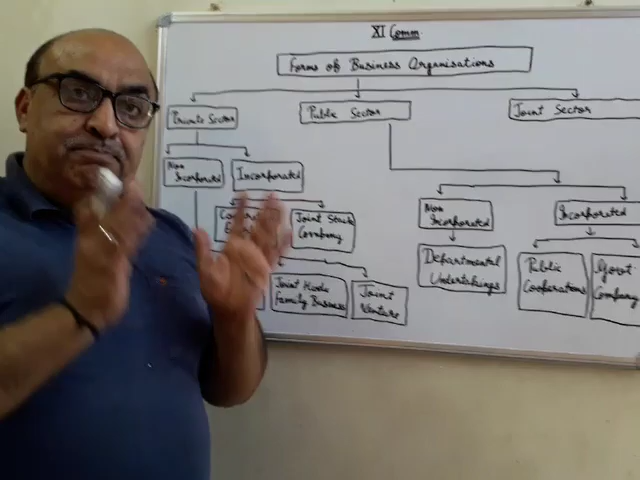 XI Comm
Forms of Business Organisations
Private Sector
Public Sector
Joint Sector
Non
Incorporated
Incorporated
Non
Incorporated
Incorporated
Joint Stock
Company
Departmental
Undertakings
Public
Cooperations
Govt
Company
Joint Hindu
Family Business
Joint
Venture